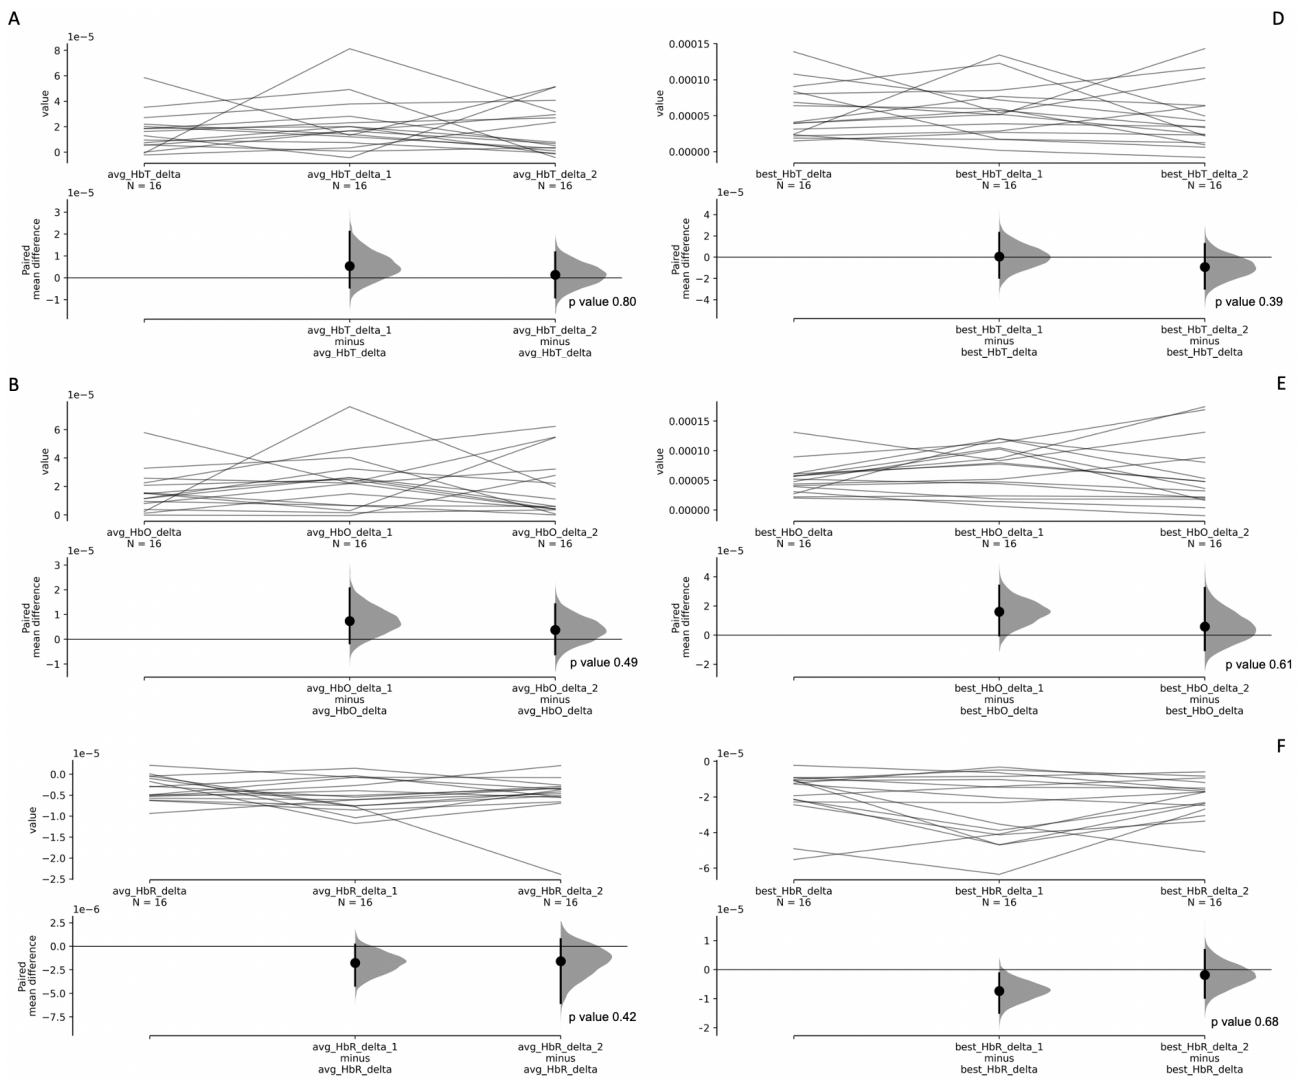 A
1e−5
8
6
4
2
0
value
avg_HbT_delta
N = 16
avg_HbT_delta_1
N = 16
avg_HbT_delta_2
N = 16
1e−5
3
2
1
0
−1
Paired
mean difference
p value 0.80
avg_HbT_delta_1
minus
avg_HbT_delta
avg_HbT_delta_2
minus
avg_HbT_delta
D
0.00015
0.00010
0.00005
0.00000
value
best_HbT_delta
N = 16
best_HbT_delta_1
N = 16
best_HbT_delta_2
N = 16
1e−5
4
2
0
−2
−4
Paired
mean difference
p value 0.39
best_HbT_delta_1
minus
best_HbT_delta
best_HbT_delta_2
minus
best_HbT_delta
B
1e−5
6
4
2
0
value
avg_HbO_delta
N = 16
avg_HbO_delta_1
N = 16
avg_HbO_delta_2
N = 16
1e−5
3
2
1
0
−1
Paired
mean difference
p value 0.49
avg_HbO_delta_1
minus
avg_HbO_delta
avg_HbO_delta_2
minus
avg_HbO_delta
E
0.00015
0.00010
0.00005
0.00000
value
best_HbO_delta
N = 16
best_HbO_delta_1
N = 16
best_HbO_delta_2
N = 16
1e−5
4
2
0
−2
Paired
mean difference
p value 0.61
best_HbO_delta_1
minus
best_HbO_delta
best_HbO_delta_2
minus
best_HbO_delta
1e−5
0.0
−0.5
−1.0
−1.5
−2.0
−2.5
value
avg_HbR_delta
N = 16
avg_HbR_delta_1
N = 16
avg_HbR_delta_2
N = 16
1e−6
2.5
0.0
−2.5
−5.0
−7.5
Paired
mean difference
p value 0.42
avg_HbR_delta_1
minus
avg_HbR_delta
avg_HbR_delta_2
minus
avg_HbR_delta
F
1e−5
0
−2
−4
−6
value
best_HbR_delta
N = 16
best_HbR_delta_1
N = 16
best_HbR_delta_2
N = 16
1e−5
1
0
−1
−2
Paired
mean difference
p value 0.68
best_HbR_delta_1
minus
best_HbR_delta
best_HbR_delta_2
minus
best_HbR_delta